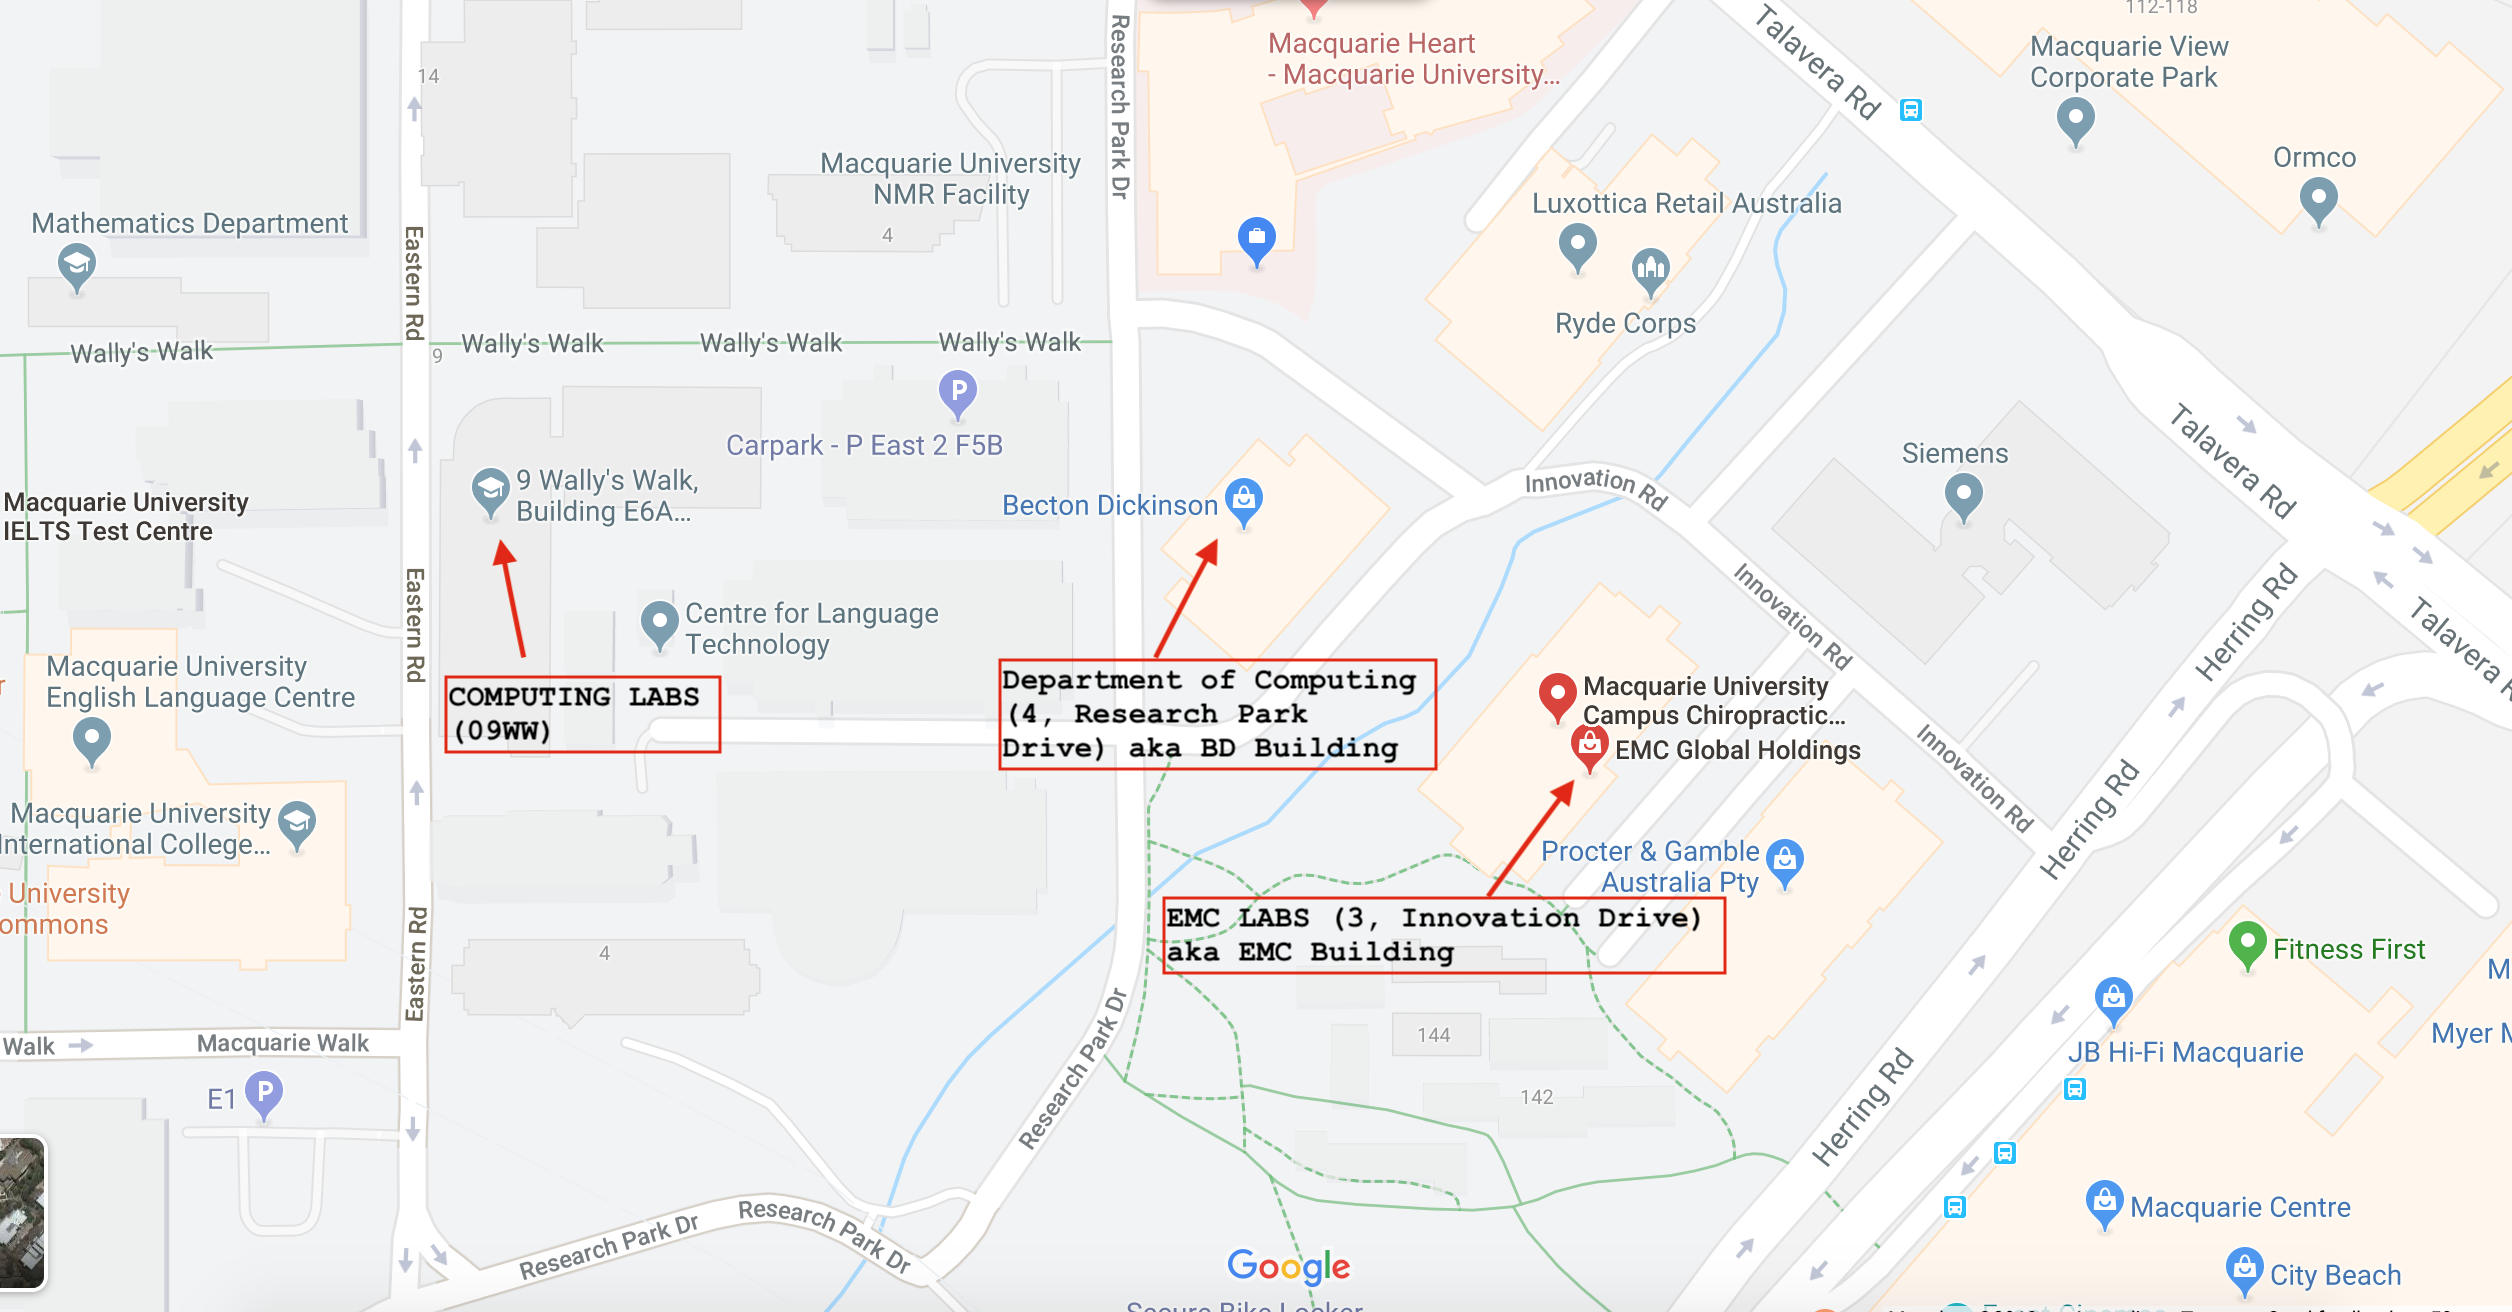 112-118
Talavera Rd
Research Park Dr
Macquarie Heart
- Macquarie University...
Macquarie View
Corporate Park
14
Ormco
Macquarie University
NMR Facility
4
Luxottica Retail Australia
Mathematics Department
Eastern Rd
Ryde Corps
Wally's Walk
Wally's Walk
Wally's Walk
Wally's Walk
9
P
Carpark - P East 2 F5B
Talavera Rd
Siemens
Innovation Rd
9 Wally's Walk,
Building E6A...
Becton Dickinson
Macquarie University
IELTS Test Centre
Innovation Rd
Herring Rd
Talavera R
Eastern Rd
Centre for Language
Technology
Macquarie University
English Language Centre
r
COMPUTING LABS
(09WW)
Department of Computing
(4, Research Park
Drive) aka BD Building
Macquarie University
Campus Chiropractic...
EMC Global Holdings
Innovation Rd
Herring Rd
Macquarie University
International College...
Procter & Gamble
Australia Pty
University
ommons
EMC LABS (3, Innovation Drive)
aka EMC Building
4
Eastern Rd
Fitness First
M
Walk
Macquarie Walk
Research Park Dr
144
JB Hi-Fi Macquarie
Myer M
E1
P
142
Herring Rd
Research Park Dr
Research Park Dr
Macquarie Centre
Google
City Beach
Secure Bike Locker